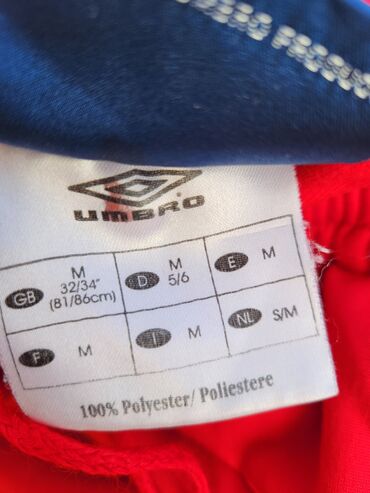 UMBRO
GB M 32/34" (81/86cm)
D M 5/6
E M
F M
I M
NL S/M
100% Polyester/ Poliestere